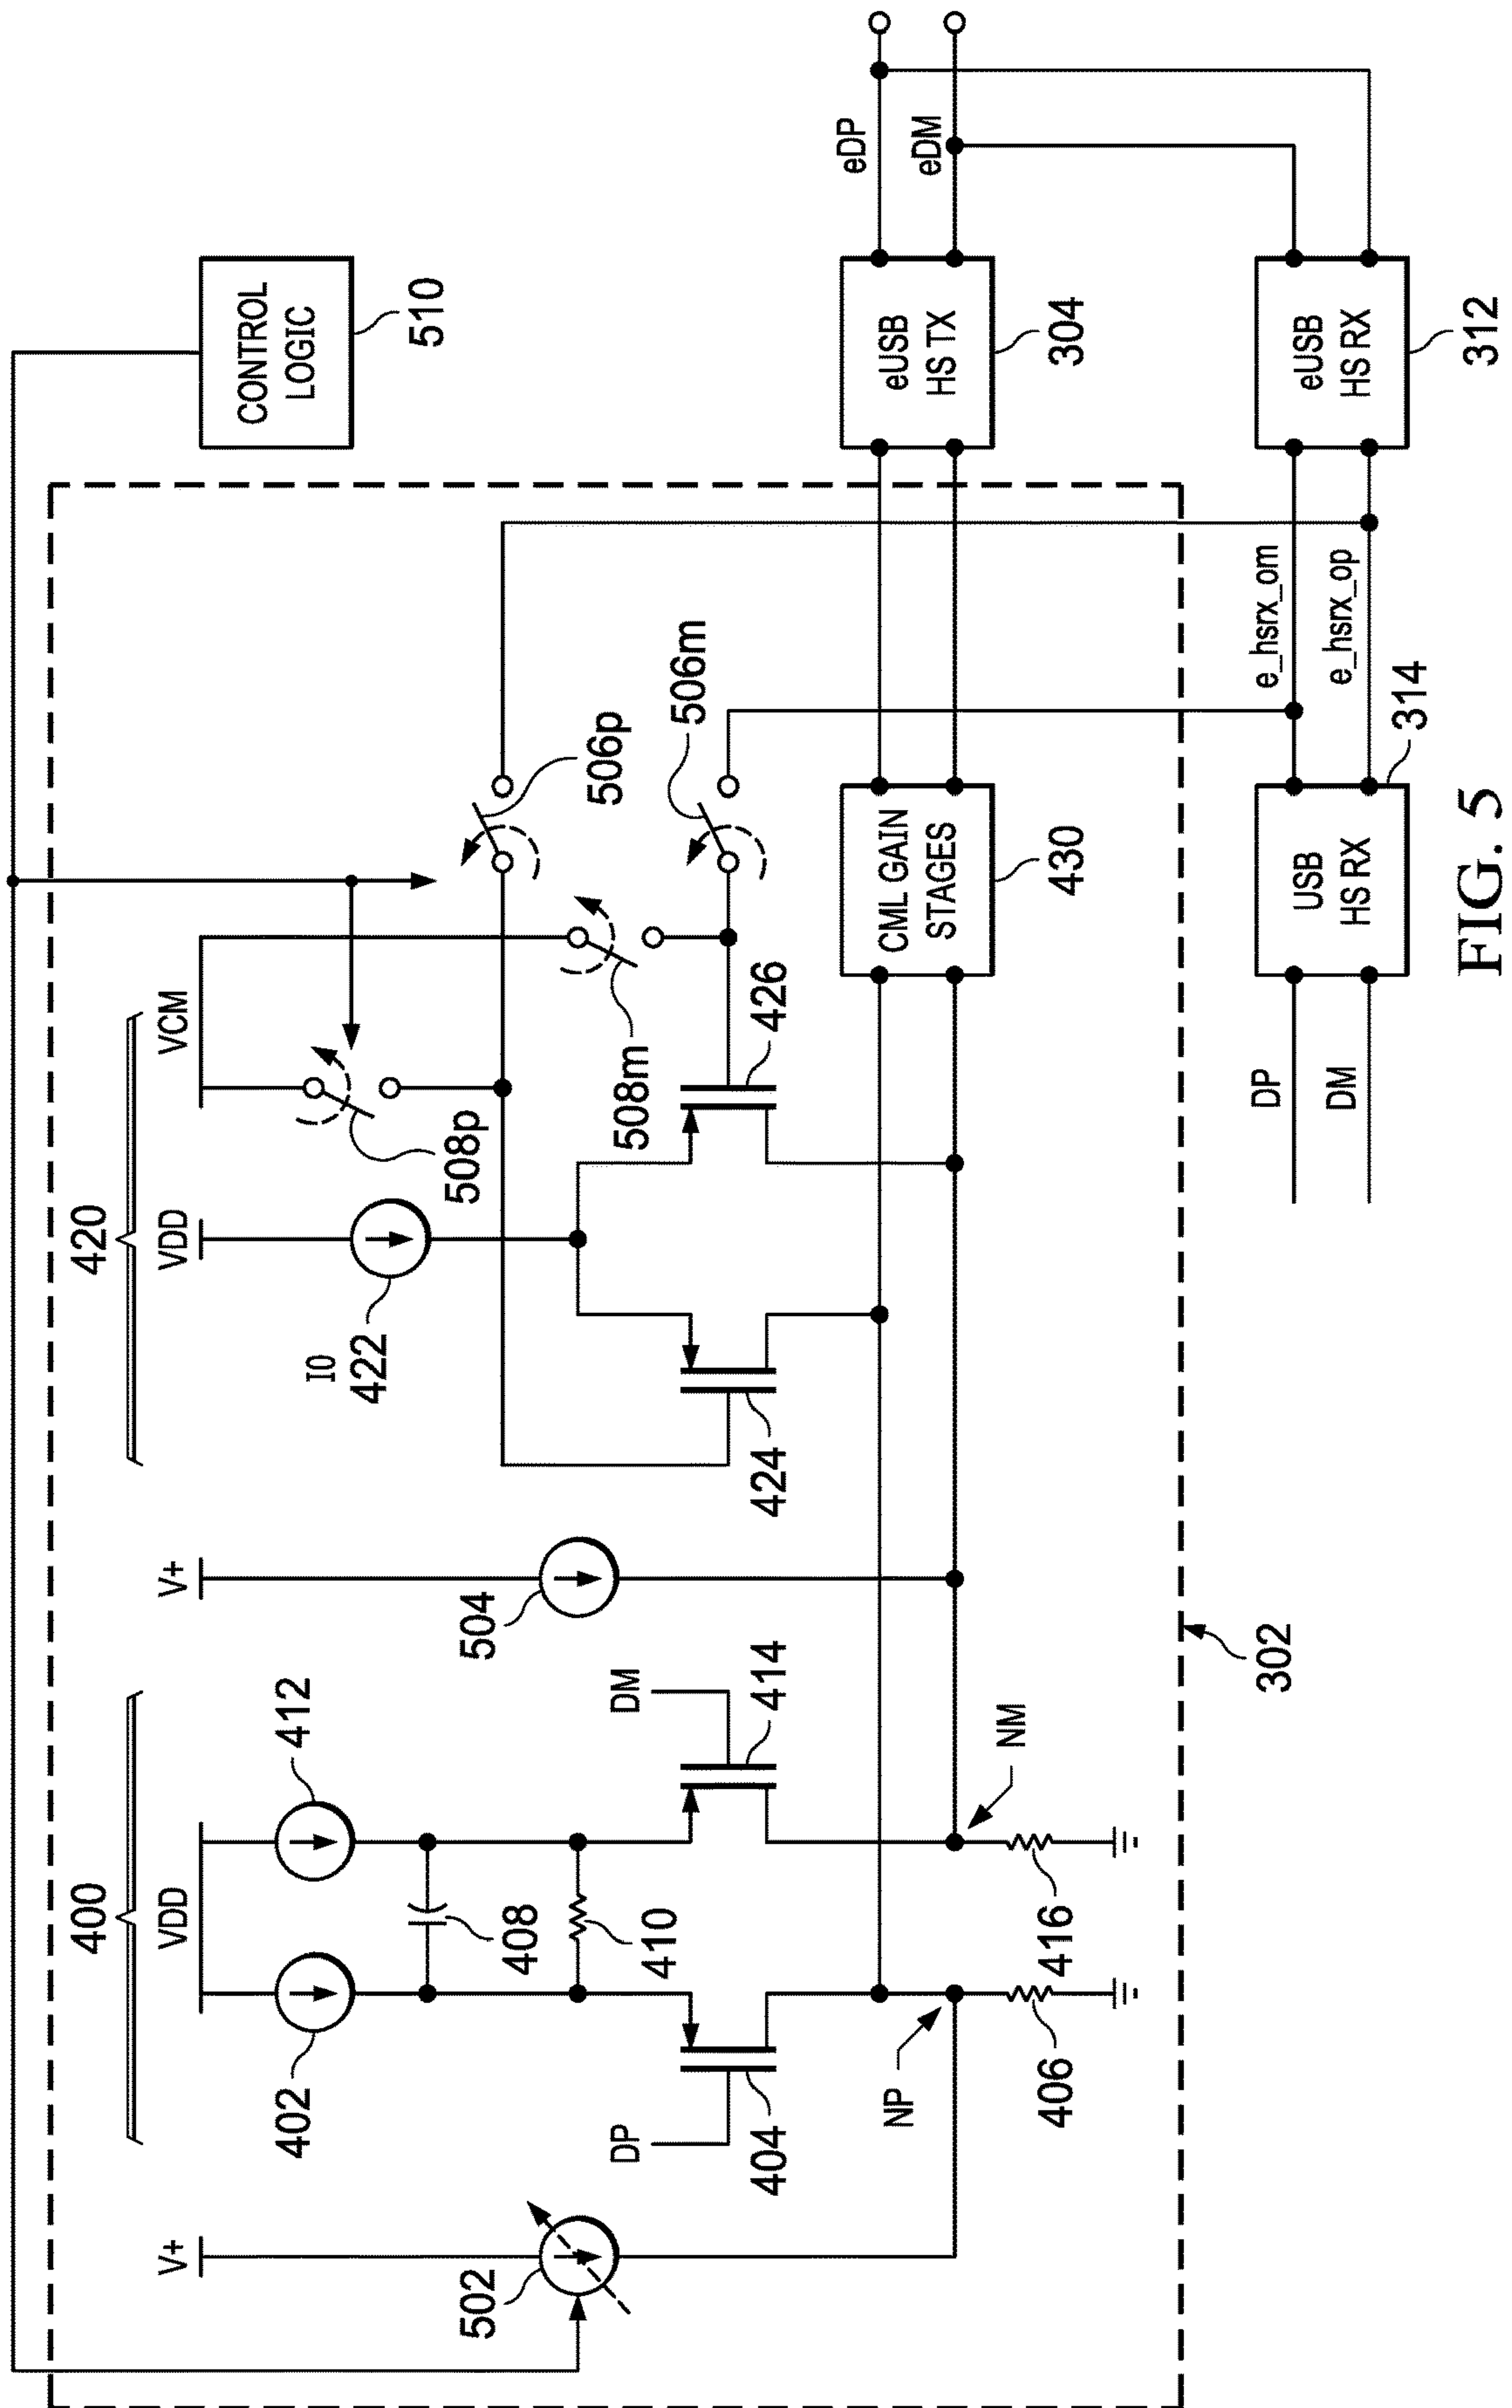 400
VDD
402
412
408
410
DP
404
DM
414
NP
NM
406
416
V+
502
V+
504
420
VDD
VCM
IO
422
424
426
508p
508m
506p
506m
CONTROL
LOGIC
510
CML GAIN
STAGES
430
eUSB
HS TX
304
eDP
eDM
302
DP
DM
USB
HS RX
314
e_hsrx_om
e_hsrx_op
eUSB
HS RX
312
FIG. 5